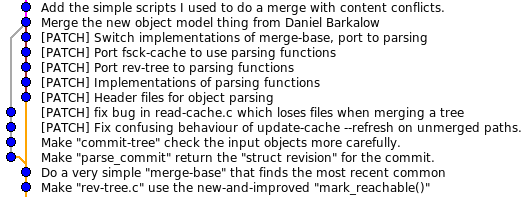 Add the simple scripts I used to do a merge with content conflicts.
Merge the new object model thing from Daniel Barkalow
[PATCH] Switch implementations of merge-base, port to parsing
[PATCH] Port fsck-cache to use parsing functions
[PATCH] Port rev-tree to parsing functions
[PATCH] Implementations of parsing functions
[PATCH] Header files for object parsing
[PATCH] fix bug in read-cache.c which loses files when merging a tree
[PATCH] Fix confusing behaviour of update-cache --refresh on unmerged paths.
Make "commit-tree" check the input objects more carefully.
Make "parse_commit" return the "struct revision" for the commit.
Do a very simple "merge-base" that finds the most recent common
Make "rev-tree.c" use the new-and-improved "mark_reachable()"